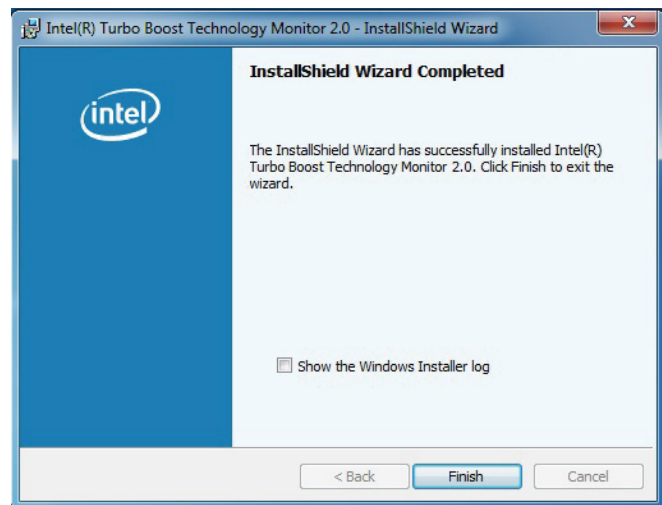 Intel(R) Turbo Boost Technology Monitor 2.0 - InstallShield Wizard
InstallShield Wizard Completed
intel
The InstallShield Wizard has successfully installed Intel(R)
Turbo Boost Technology Monitor 2.0. Click Finish to exit the
wizard.
Show the Windows Installer log
< Back Finish Cancel